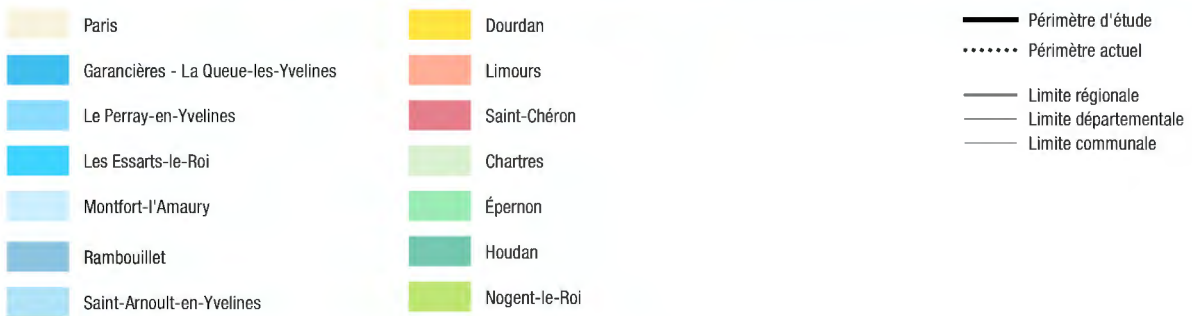 Paris
Garancières - La Queue-les-Yvelines
Le Perray-en-Yvelines
Les Essarts-le-Roi
Montfort-l'Amaury
Rambouillet
Saint-Arnoult-en-Yvelines
Dourdan
Limours
Saint-Chéron
Chartres
Épernon
Houdan
Nogent-le-Roi
Périmètre d'étude
Périmètre actuel
Limite régionale
Limite départementale
Limite communale